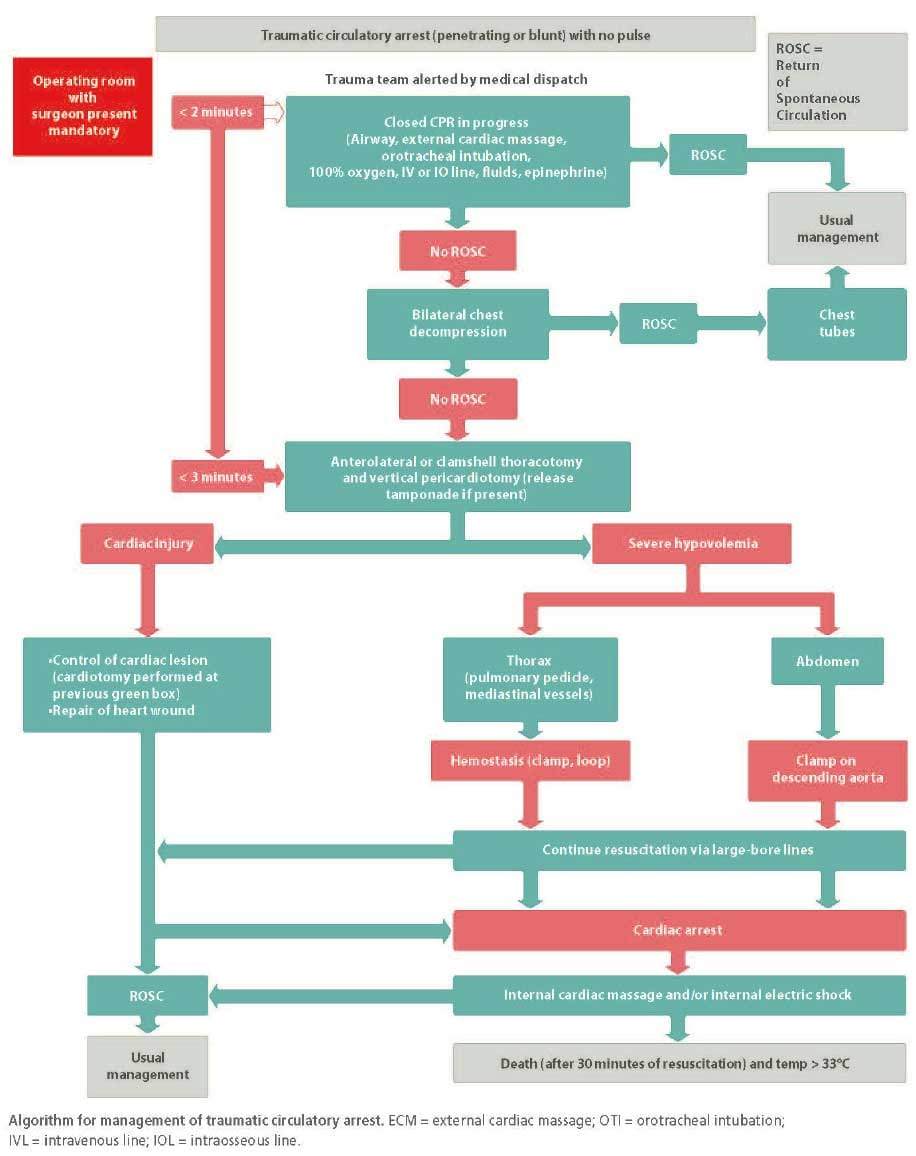 Traumatic circulatory arrest (penetrating or blunt) with no pulse
ROSC =
Return
of
Spontaneous
Circulation
Operating room
with
surgeon present
mandatory
Trauma team alerted by medical dispatch
< 2 minutes
Closed CPR in progress
(Airway, external cardiac massage,
orotracheal intubation,
100% oxygen, IV or IO line, fluids, epinephrine)
ROSC
Usual
management
No ROSC
Bilateral chest
decompression
ROSC
Chest
tubes
No ROSC
< 3 minutes
Anterolateral or clamshell thoracotomy
and vertical pericardiotomy (release
tamponade if present)
Cardiac injury
Severe hypovolemia
•Control of cardiac lesion
(cardiotomy performed at
previous green box)
•Repair of heart wound
Thorax
(pulmonary pedicle,
mediastinal vessels)
Abdomen
Hemostasis (clamp, loop)
Clamp on
descending aorta
Continue resuscitation via large-bore lines
Cardiac arrest
ROSC
Internal cardiac massage and/or internal electric shock
Usual
management
Death (after 30 minutes of resuscitation) and temp > 33°C
Algorithm for management of traumatic circulatory arrest. ECM = external cardiac massage; OTI = orotracheal intubation;
IVL = intravenous line; IOL = intraosseous line.